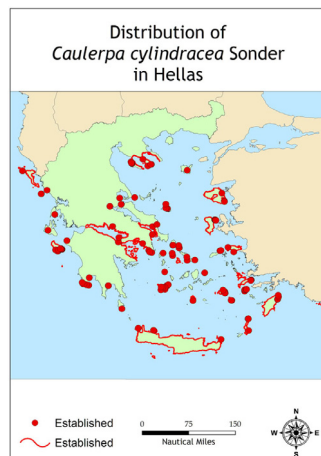 Distribution of
Caulerpa cylindracea Sonder
in Hellas
Established
0 75 150
Established
Nautical Miles
N
W E
S